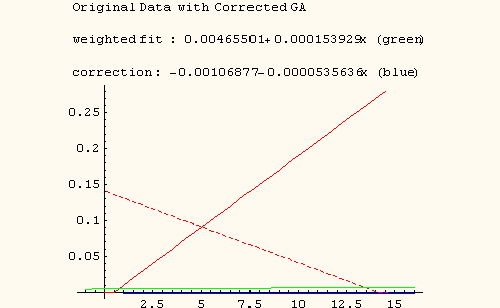 Original Data with Corrected GA
weighted fit : 0.00465501+0.000153929x (green)
correction: -0.00106877-0.0000535636x (blue)
0.25
0.2
0.15
0.1
0.05
2.5 5 7.5 10 12.5 15